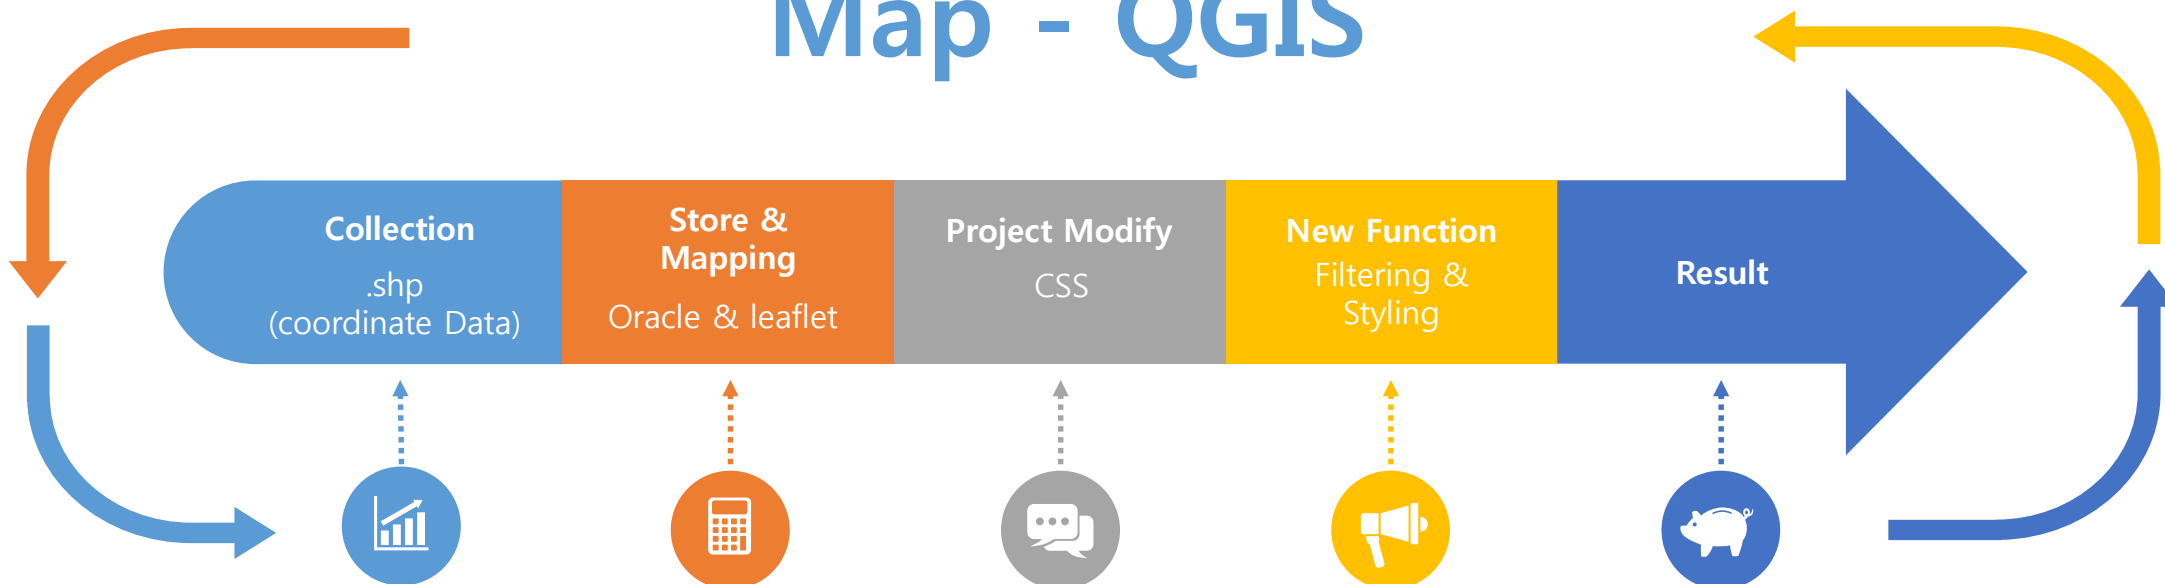 Map - QGIS
Collection
.shp
(coordinate Data)
Store &
Mapping
Oracle & leaflet
Project Modify
CSS
New Function
Filtering &
Styling
Result